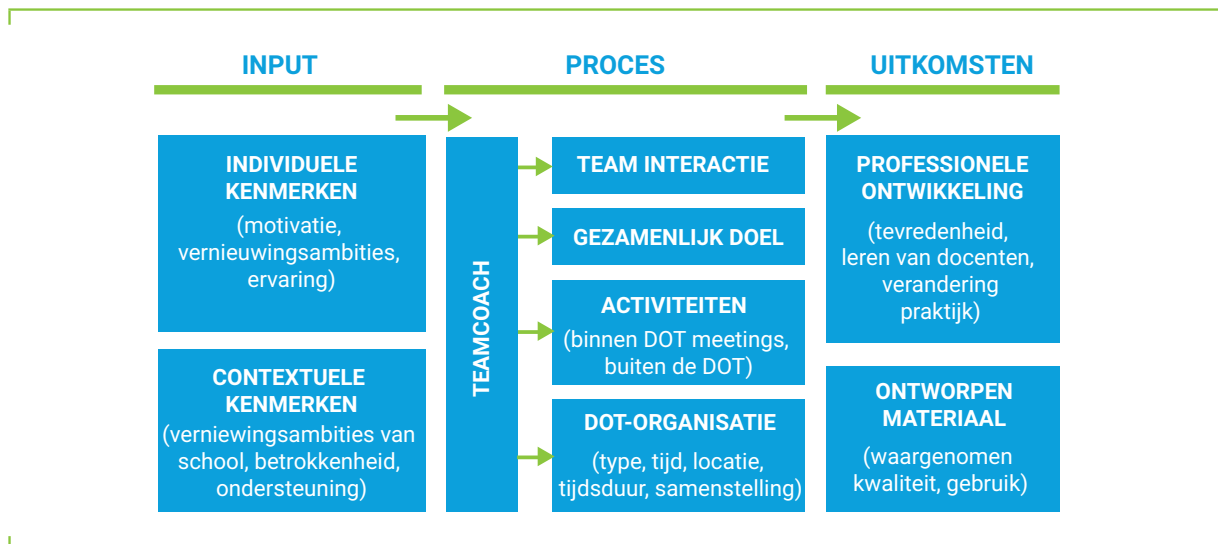 INPUT
PROCES
UITKOMSTEN
INDIVIDUELE
KENMERKEN
(motivatie,
vernieuwingsambities,
ervaring)
CONTEXTUELE
KENMERKEN
(verniewingsambities van
school, betrokkenheid,
ondersteuning)
TEAMCOACH
TEAM INTERACTIE
GEZAMENLIJK DOEL
ACTIVITEITEN
(binnen DOT meetings,
buiten de DOT)
DOT-ORGANISATIE
(type, tijd, locatie,
tijdsduur, samenstelling)
PROFESSIONELE
ONTWIKKELING
(tevredenheid,
leren van docenten,
verandering
praktijk)
ONTWORPEN
MATERIAAL
(waargenomen
kwaliteit, gebruik)